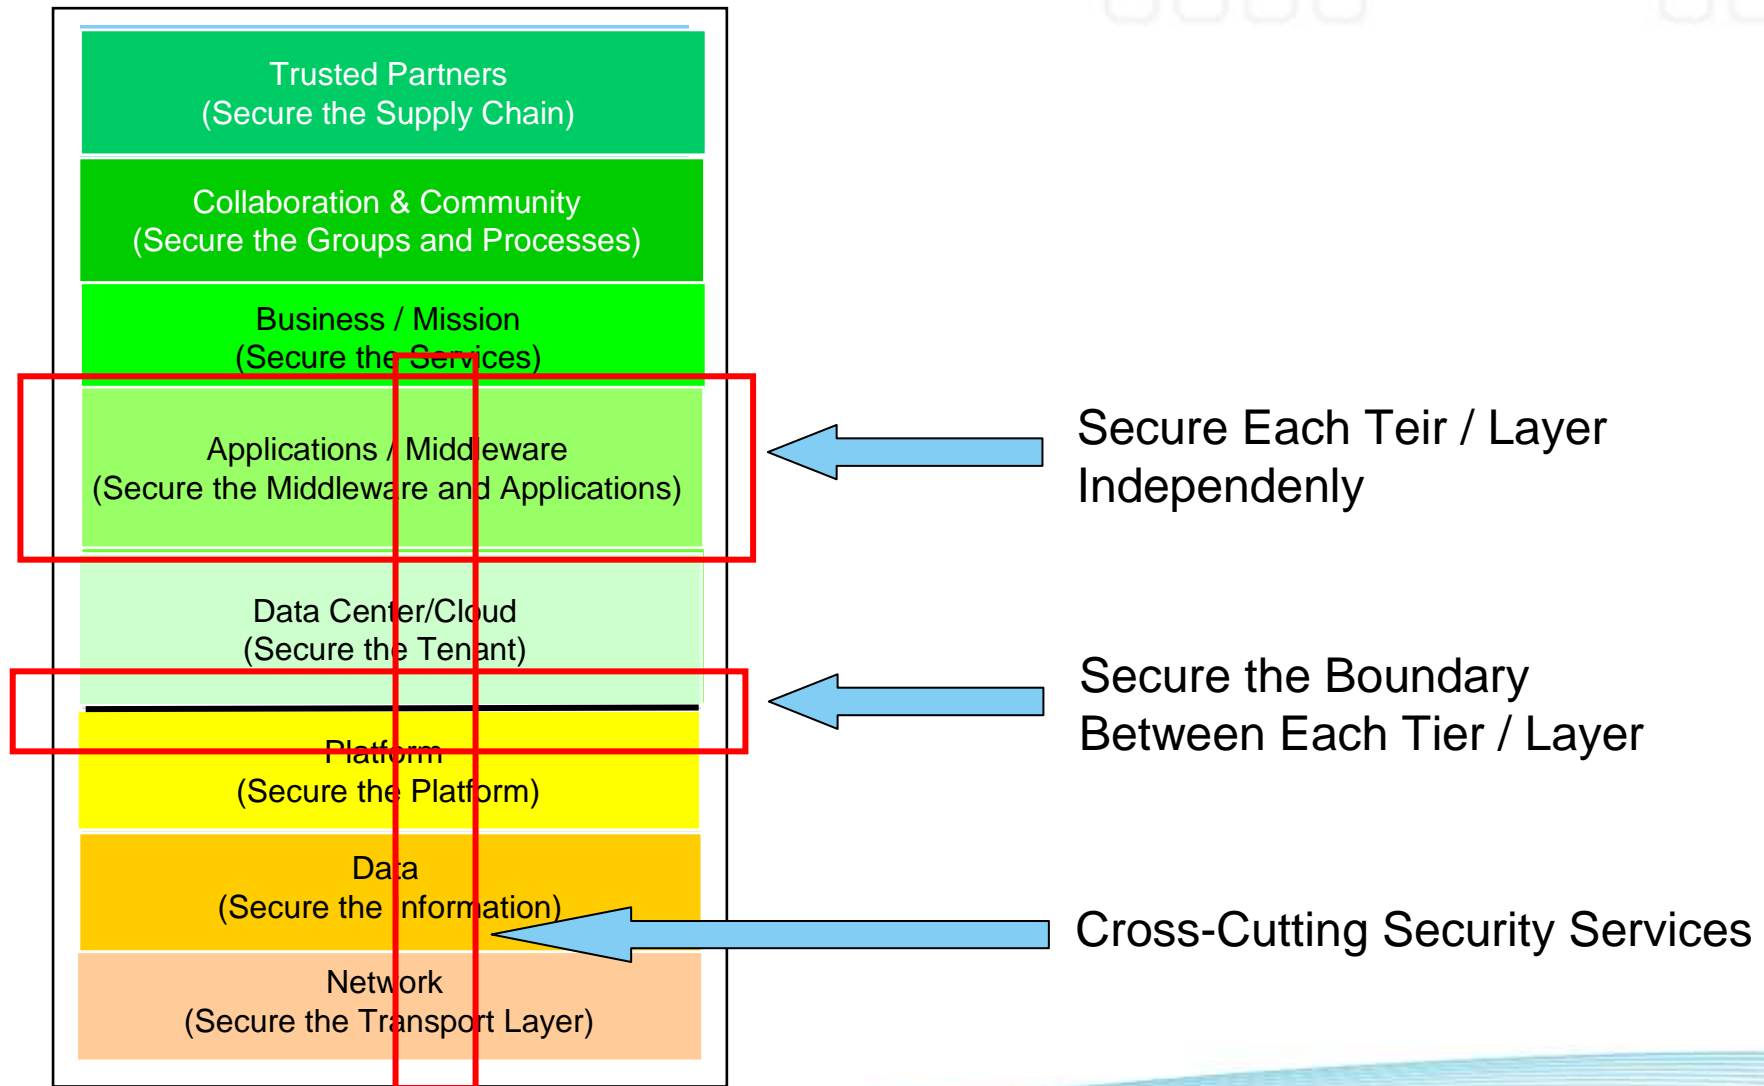 Trusted Partners
(Secure the Supply Chain)
Collaboration & Community
(Secure the Groups and Processes)
Business / Mission
(Secure the Services)
Applications / Middleware
(Secure the Middleware and Applications)
Data Center/Cloud
(Secure the Tenant)
Platform
(Secure the Platform)
Data
(Secure the Information)
Network
(Secure the Transport Layer)
Secure Each Teir / Layer
Independenly
Secure the Boundary
Between Each Tier / Layer
Cross-Cutting Security Services